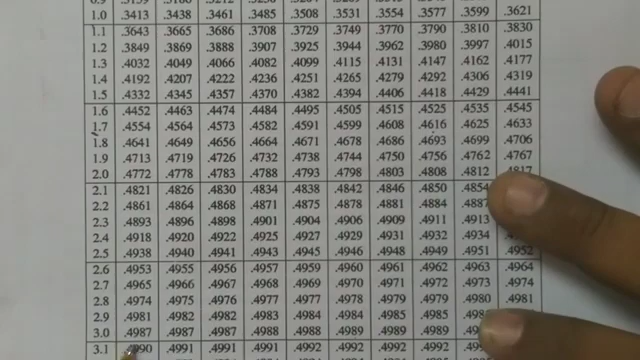 1.0 .3413 .3438 .3461 .3485 .3508 .3531 .3554 .3577 .3599 .3621
1.1 .3643 .3665 .3686 .3708 .3729 .3749 .3770 .3790 .3810 .3830
1.2 .3849 .3869 .3888 .3907 .3925 .3944 .3962 .3980 .3997 .4015
1.3 .4032 .4049 .4066 .4082 .4099 .4115 .4131 .4147 .4162 .4177
1.4 .4192 .4207 .4222 .4236 .4251 .4265 .4279 .4292 .4306 .4319
1.5 .4332 .4345 .4357 .4370 .4382 .4394 .4406 .4418 .4429 .4441
1.6 .4452 .4463 .4474 .4484 .4495 .4505 .4515 .4525 .4535 .4545
1.7 .4554 .4564 .4573 .4582 .4591 .4599 .4608 .4616 .4625 .4633
1.8 .4641 .4649 .4656 .4664 .4671 .4678 .4686 .4693 .4699 .4706
1.9 .4713 .4719 .4726 .4732 .4738 .4744 .4750 .4756 .4762 .4767
2.0 .4772 .4778 .4783 .4788 .4793 .4798 .4803 .4808 .4812 .4817
2.1 .4821 .4826 .4830 .4834 .4838 .4842 .4846 .4850 .4854
2.2 .4861 .4864 .4868 .4871 .4875 .4878 .4881 .4884 .4887
2.3 .4893 .4896 .4898 .4901 .4904 .4906 .4909 .4911 .4913
2.4 .4918 .4920 .4922 .4925 .4927 .4929 .4931 .4932 .4934
2.5 .4938 .4940 .4941 .4943 .4945 .4946 .4948 .4949 .4951 .4952
2.6 .4953 .4955 .4956 .4957 .4959 .4960 .4961 .4962 .4963 .4964
2.7 .4965 .4966 .4967 .4968 .4969 .4970 .4971 .4972 .4973 .4974
2.8 .4974 .4975 .4976 .4977 .4977 .4978 .4979 .4979 .4980 .4981
2.9 .4981 .4982 .4982 .4983 .4984 .4984 .4985 .4985
3.0 .4987 .4987 .4987 .4988 .4988 .4989 .4989 .4989
3.1 .4990 .4991 .4991 .4991 .4992 .4992 .4992 .4992